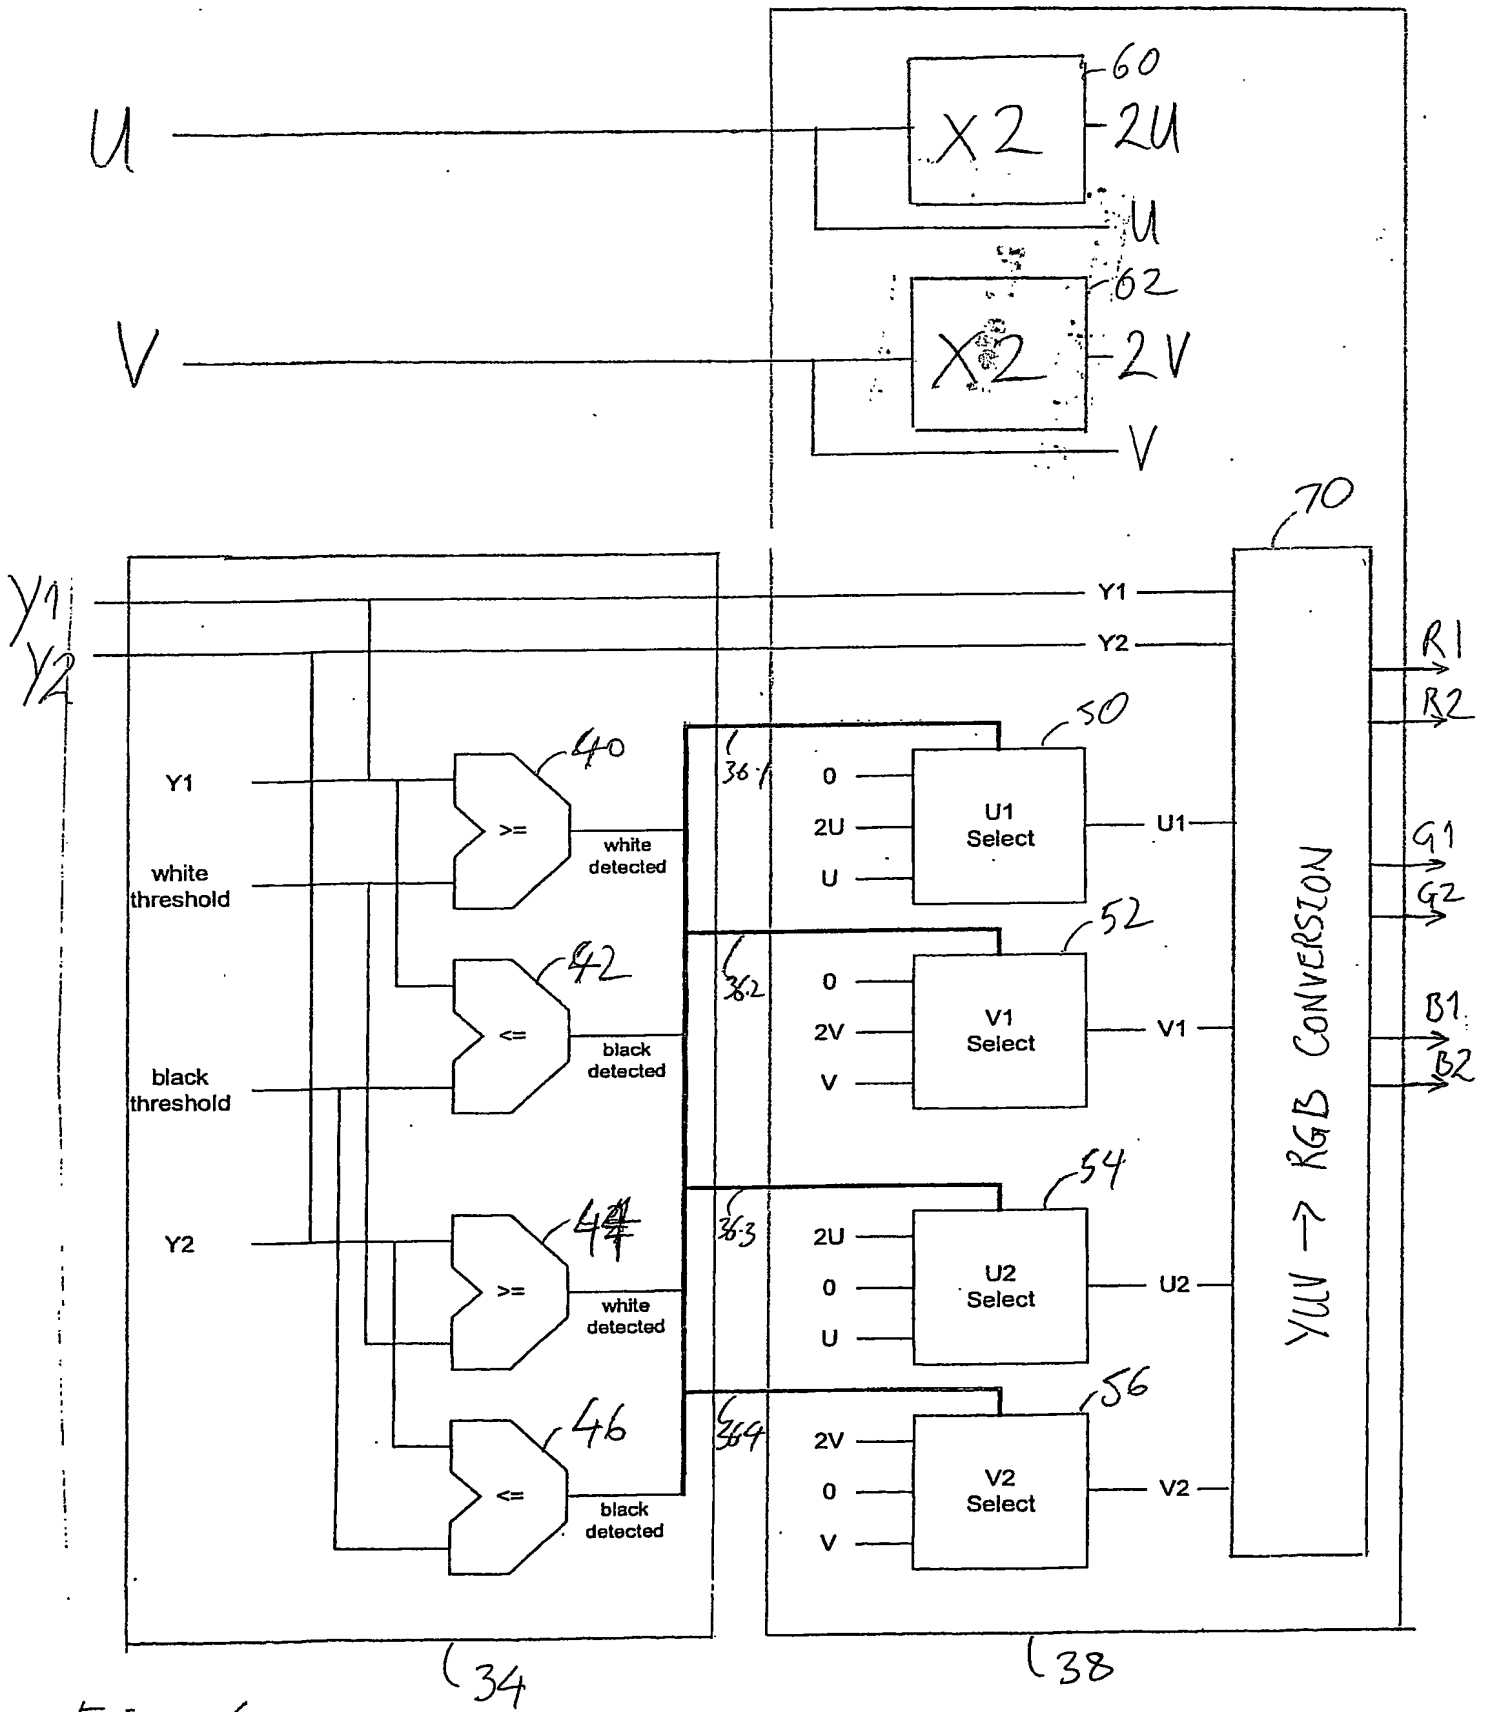 60
U
X2
2U
U
62
V
X2
2V
V
70
Y1
Y1
Y2
Y2
R1
R2
50
40
36.1
Y1
0
>=
2U
U1
Select
U1
white
detected
U
white
threshold
G1
G2
52
42
36.2
0
<=
2V
V1
Select
V1
black
detected
V
black
threshold
B1
B2
YUV → RGB CONVERSION
54
44
36.3
Y2
2U
>=
0
U2
Select
U2
white
detected
U
56
46
36.4
2V
<=
0
V2
Select
V2
black
detected
V
34
38